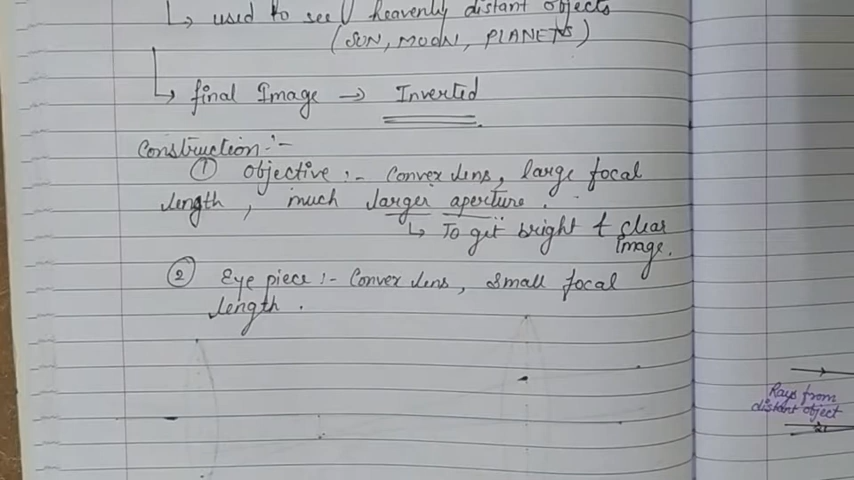 ↳ used to see heavenly distant objects
(SUN, MOON, PLANETS)
↳ final Image → Inverted
Construction :-
① Objective :- Convex Lens, large focal
length, much larger aperture.
↳ To get bright & clear
Image.
② Eye piece :- Convex Lens, Small focal
length.
Rays from
distant object